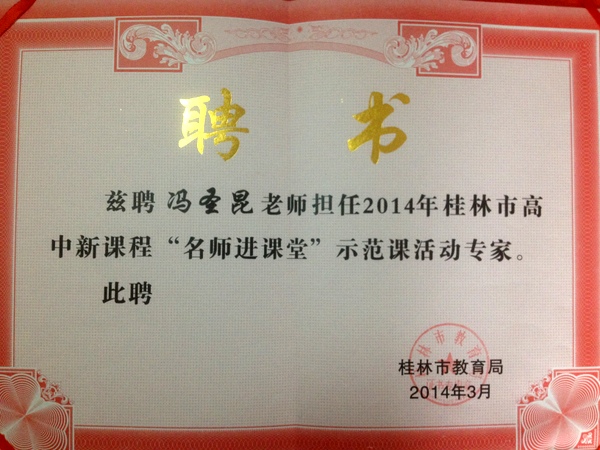 聘 书
兹聘 冯圣昆老师担任2014年桂林市高
中新课程“名师进课堂”示范课活动专家。
此聘
桂林市教育局
2014年3月